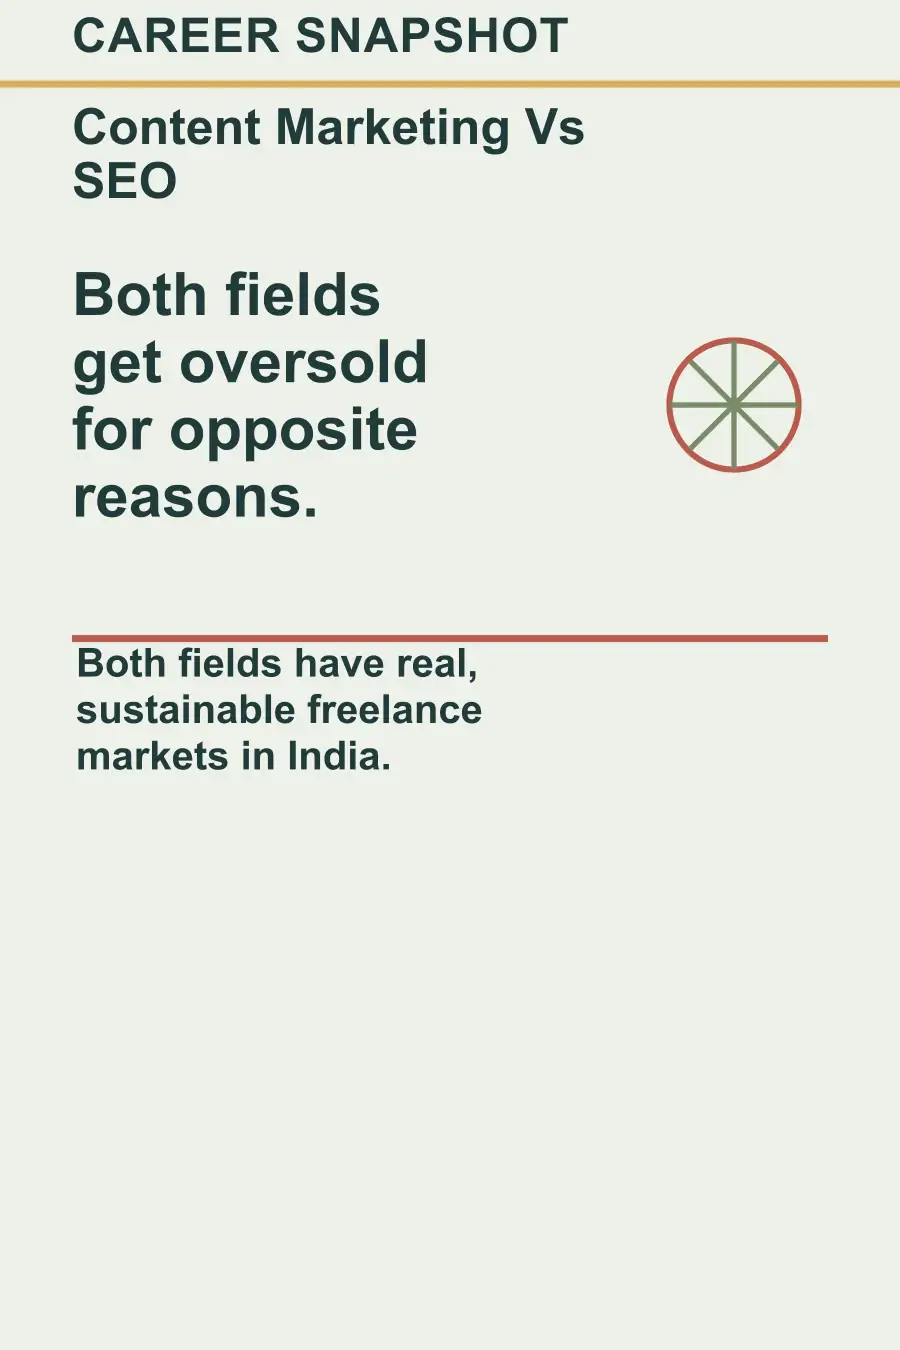 CAREER SNAPSHOT
Content Marketing Vs
SEO
Both fields
get oversold
for opposite
reasons.
Both fields have real,
sustainable freelance
markets in India.